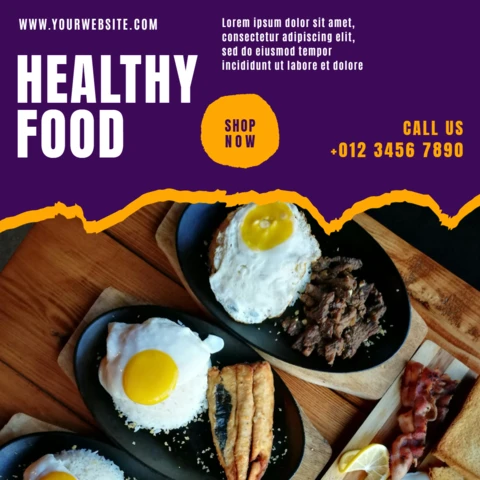 WWW.YOURWEBSITE.COM
Lorem ipsum dolor sit amet,
consectetur adipiscing elit,
sed do eiusmod tempor
incididunt ut labore et dolore
HEALTHY
FOOD
SHOP
NOW
CALL US
+012 3456 7890